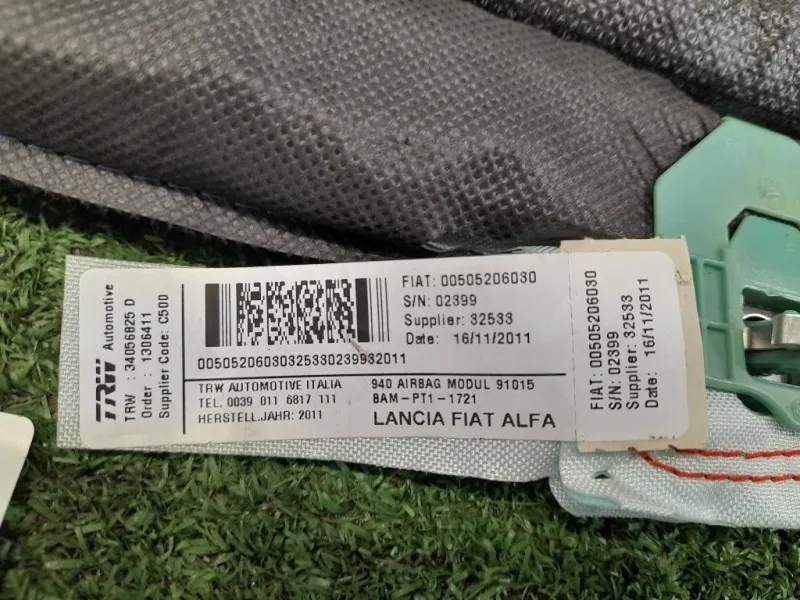 TRW Automotive
TRW : 34056825 D
Order : 1306411
Supplier Code: C500
FIAT: 00505206030
S/N: 02399
Supplier: 32533
Date: 16/11/2011
00505206030325330239932011
TRW AUTOMOTIVE ITALIA
TEL. 0039 011 6817 111
HERSTELL.JAHR: 2011
940 AIRBAG MODUL 91015
BAM-PT1-1721
LANCIA FIAT ALFA
FIAT: 00505206030
S/N: 02399
Supplier: 32533
Date: 16/11/2011